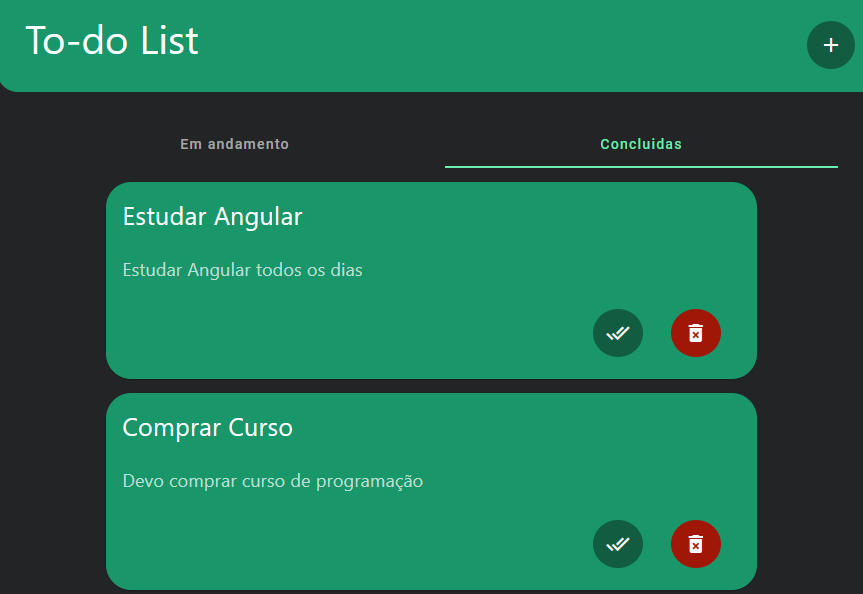 To-do List
+
Em andamento
Concluidas
Estudar Angular
Estudar Angular todos os dias
Comprar Curso
Devo comprar curso de programação